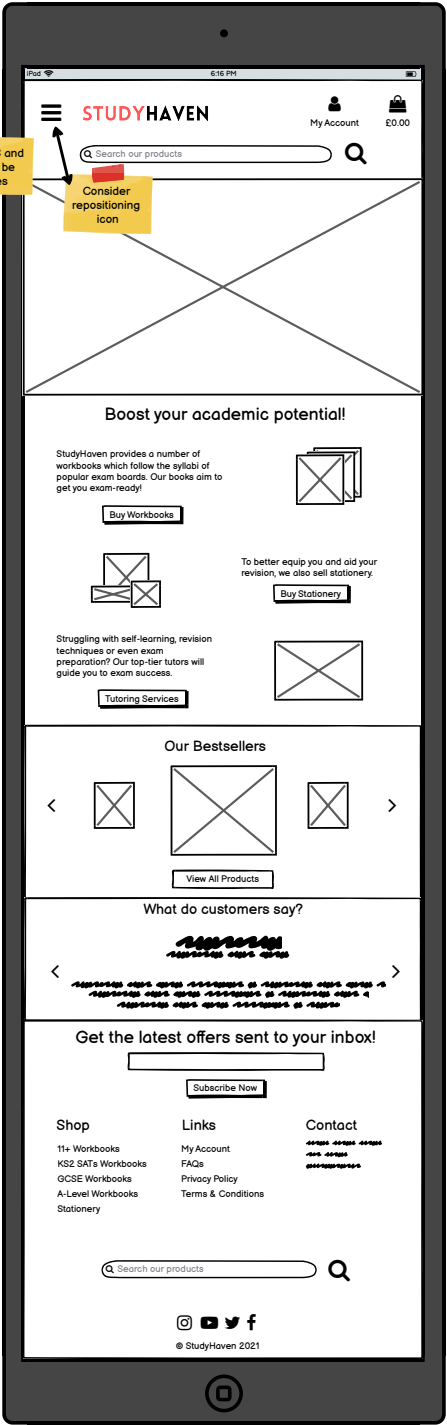 iPad
6:16 PM
STUDYHAVEN
My Account
£0.00
Search our products
and
be
Consider
repositioning
icon
Boost your academic potential!
StudyHaven provides a number of
workbooks which follow the syllabi of
popular exam boards. Our books aim to
get you exam-ready!
Buy Workbooks
To better equip you and aid your
revision, we also sell stationery.
Buy Stationery
Struggling with self-learning, revision
techniques or even exam
preparation? Our top-tier tutors will
guide you to exam success.
Tutoring Services
Our Bestsellers
View All Products
What do customers say?
Get the latest offers sent to your inbox!
Subscribe Now
Shop
11+ Workbooks
KS2 SATs Workbooks
GCSE Workbooks
A-Level Workbooks
Stationery
Links
My Account
FAQs
Privacy Policy
Terms & Conditions
Contact
Search our products
© StudyHaven 2021